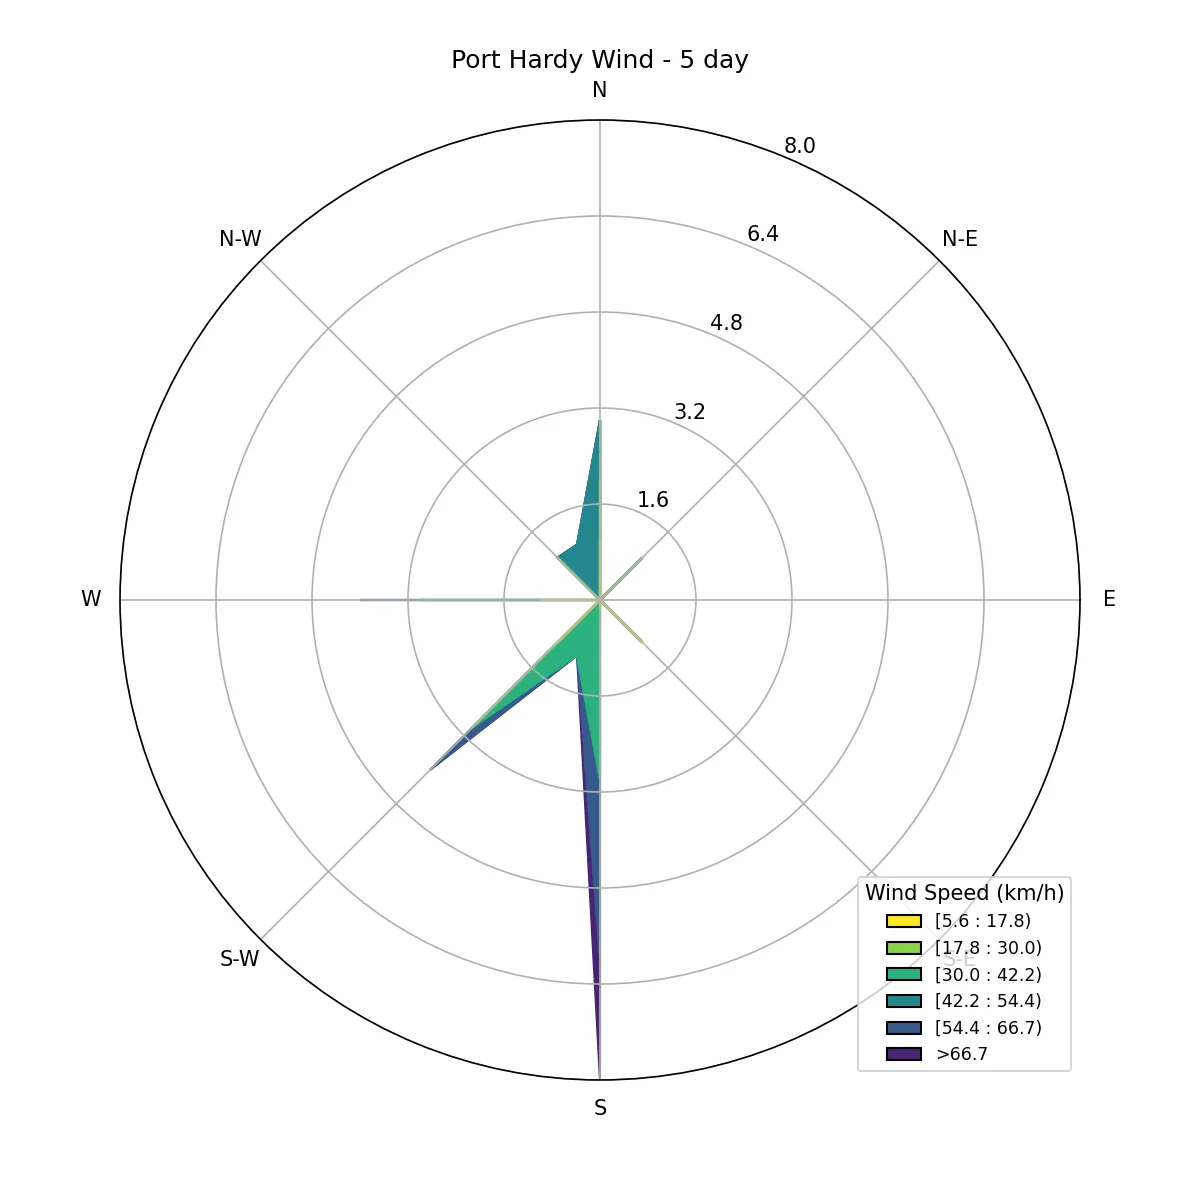 Port Hardy Wind - 5 day
N
8.0
N-W
6.4
N-E
4.8
3.2
1.6
W
E
Wind Speed (km/h)
[5.6 : 17.8)
[17.8 : 30.0)
S-W
S-E
[30.0 : 42.2)
[42.2 : 54.4)
[54.4 : 66.7)
>66.7
S